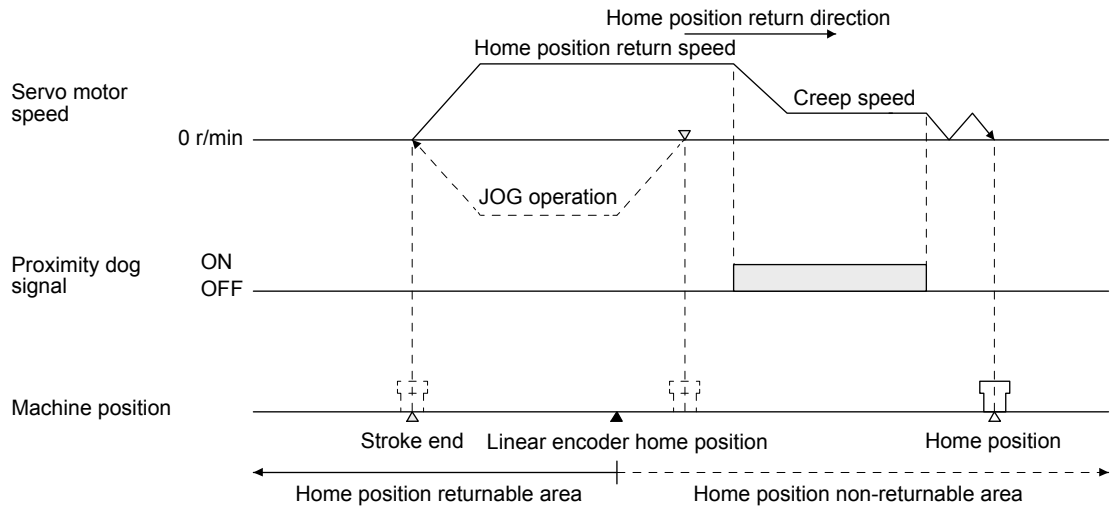 Home position return direction
Home position return speed
Servo motor
speed
Creep speed
0 r/min
JOG operation
Proximity dog
signal
ON
OFF
Machine position
Stroke end
Linear encoder home position
Home position
Home position returnable area
Home position non-returnable area